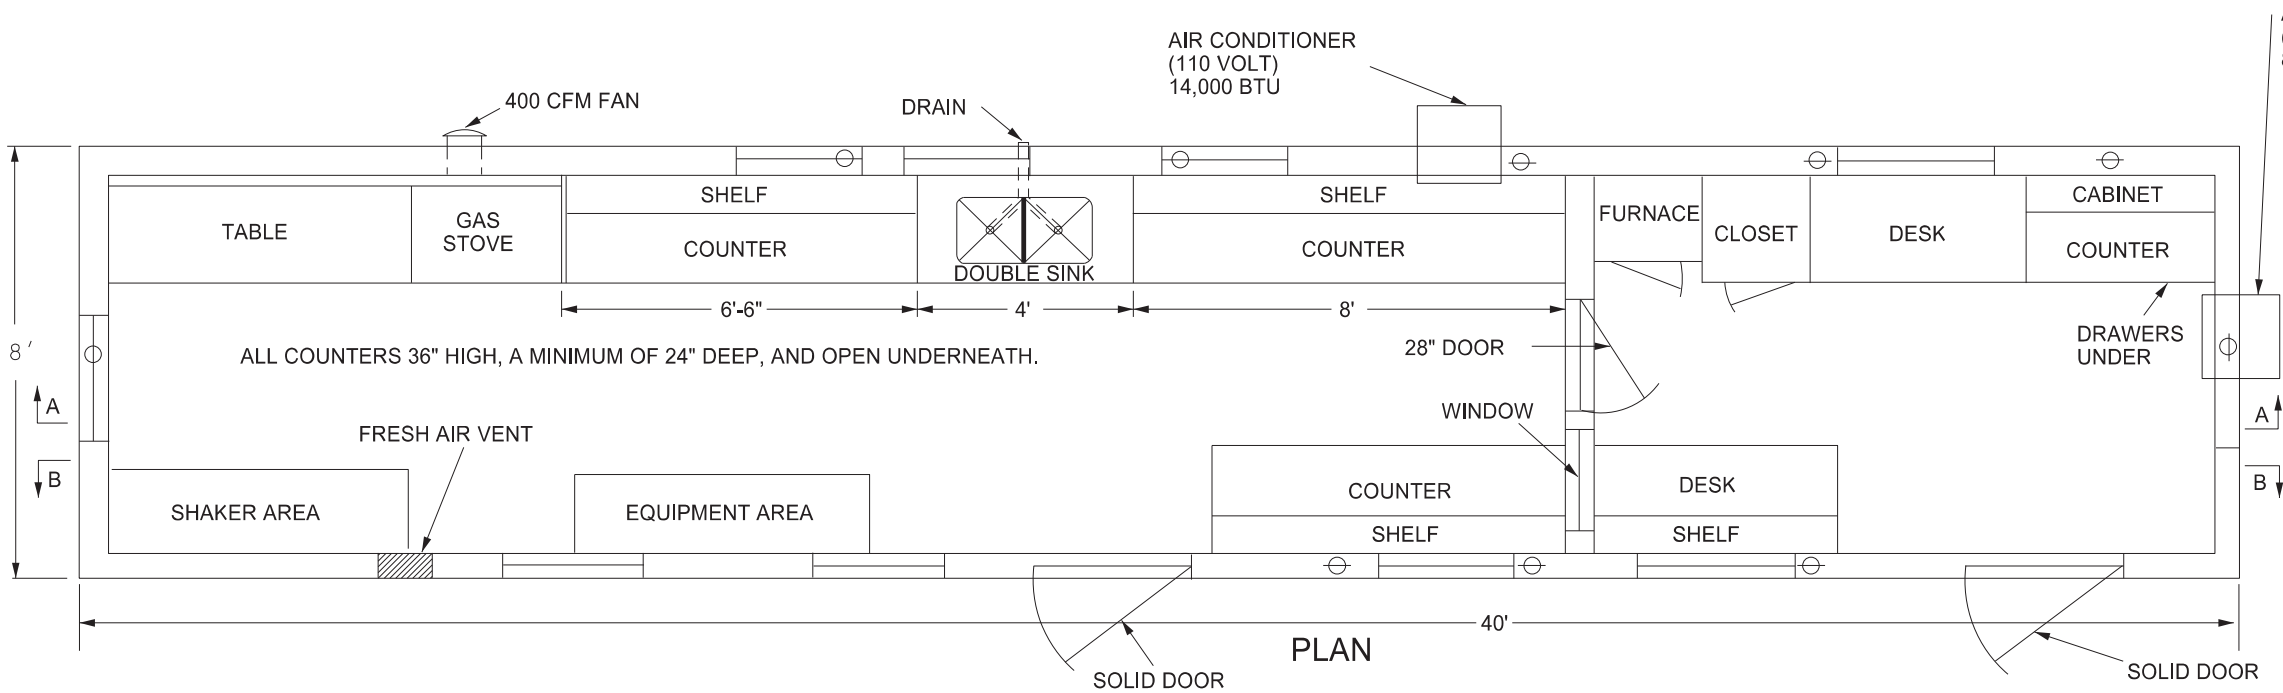 AIR CONDITIONER
(110 VOLT)
14,000 BTU
400 CFM FAN
DRAIN
SHELF
SHELF
CABINET
TABLE
GAS
STOVE
COUNTER
COUNTER
FURNACE
CLOSET
DESK
COUNTER
DOUBLE SINK
6'-6"
4'
8'
8'
ALL COUNTERS 36" HIGH, A MINIMUM OF 24" DEEP, AND OPEN UNDERNEATH.
28" DOOR
DRAWERS
UNDER
A
A
WINDOW
FRESH AIR VENT
B
B
SHAKER AREA
EQUIPMENT AREA
COUNTER
DESK
SHELF
SHELF
40'
PLAN
SOLID DOOR
SOLID DOOR